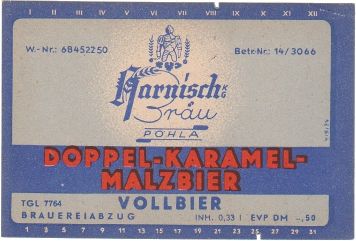 I II III IV V VI VII VIII IX X XI XII
W.-Nr.: 68452250 Betr.-Nr.: 14/3066
Harnisch KG
Bräu
PÖHLA
DOPPEL-KARAMEL-
MALZBIER
VOLLBIER
TGL 7764
BRAUEREIABZUG INH. 0,33 l EVP DM -,50
1 3 5 7 9 11 13 15 17 19 21 23 25 27 29 31